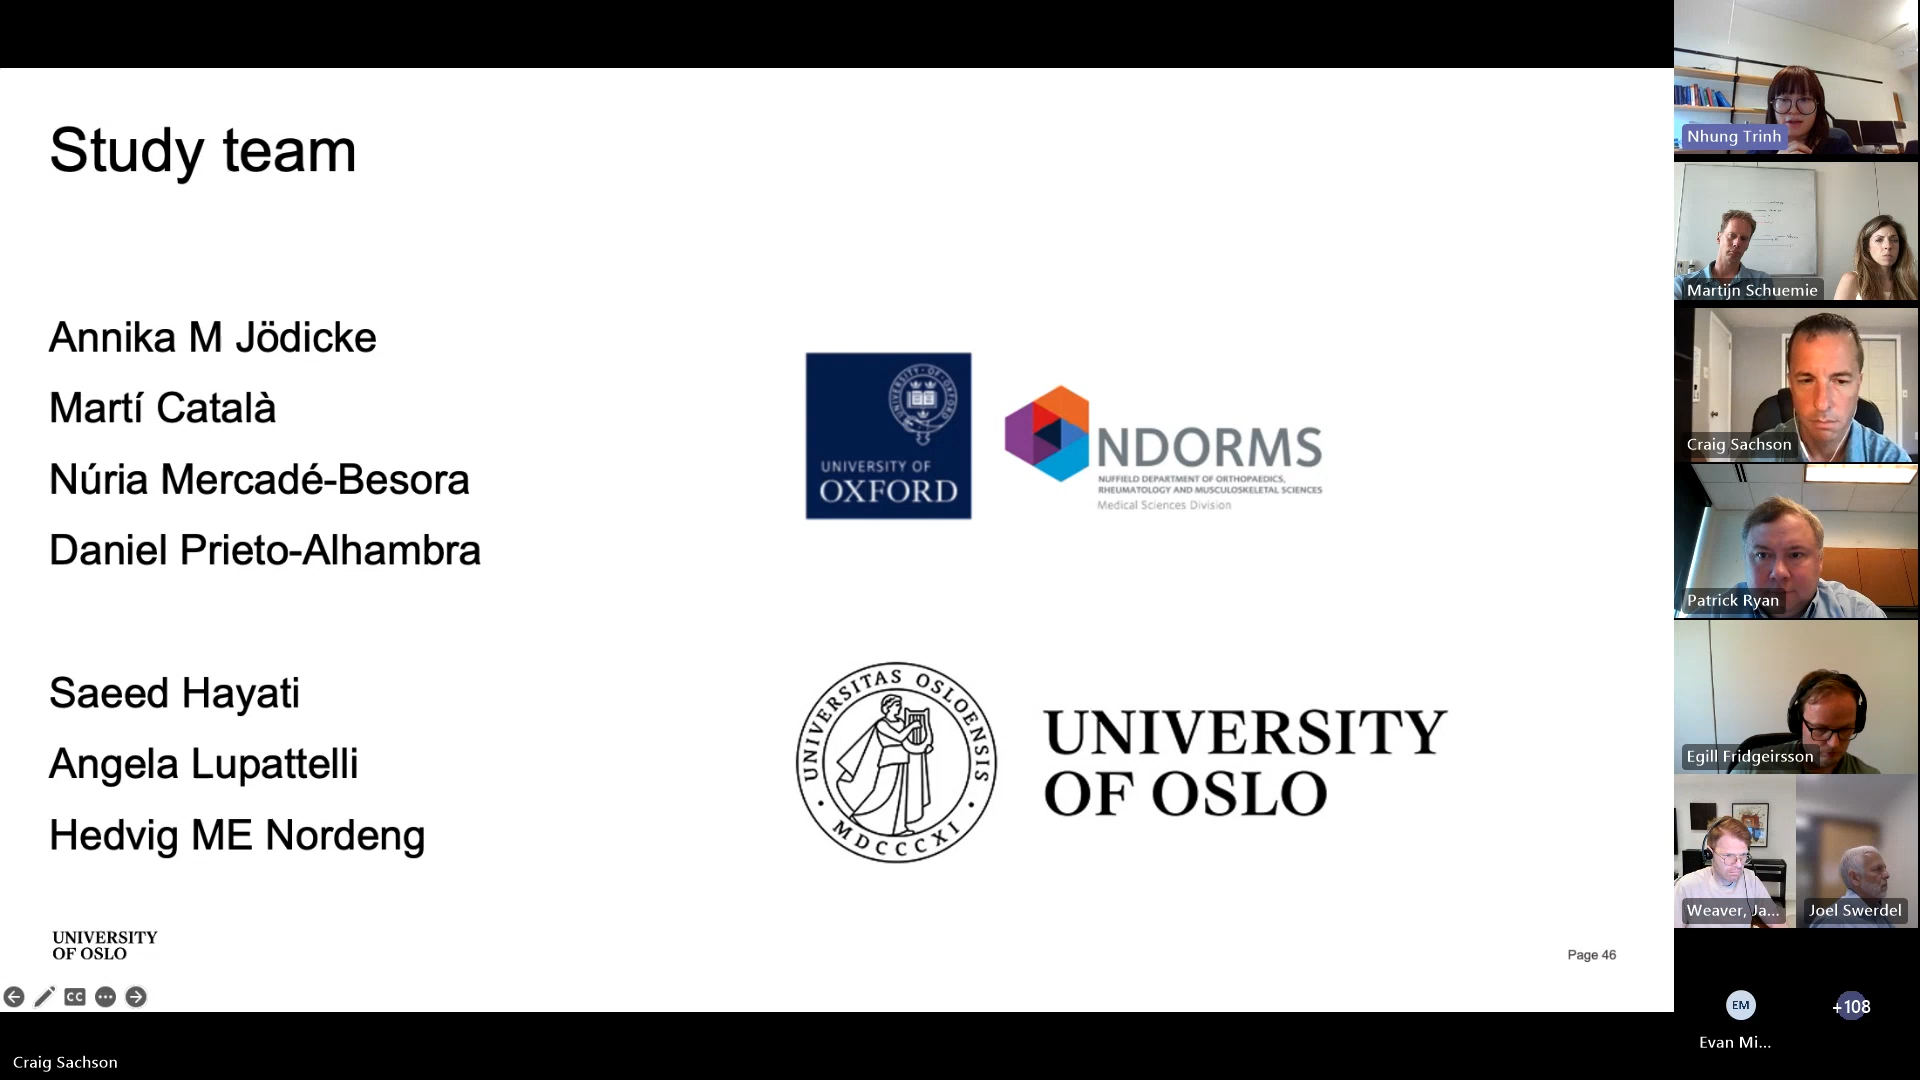 Study team
Annika M Jödicke
Martí Català
Núria Mercadé-Besora
Daniel Prieto-Alhambra
UNIVERSITY OF
OXFORD
NDORMS
NUFFIELD DEPARTMENT OF ORTHOPAEDICS,
RHEUMATOLOGY AND MUSCULOSKELETAL SCIENCES
Medical Sciences Division
Saeed Hayati
Angela Lupattelli
Hedvig ME Nordeng
UNIVERSITAS OSLOENSIS
MDCCCXI
UNIVERSITY
OF OSLO
UNIVERSITY
OF OSLO
Page 46
CC
Craig Sachson
Nhung Trinh
Martijn Schuemie
Craig Sachson
Patrick Ryan
Egill Fridgeirsson
Weaver, Ja...
Joel Swerdel
EM
+108
Evan Mi...